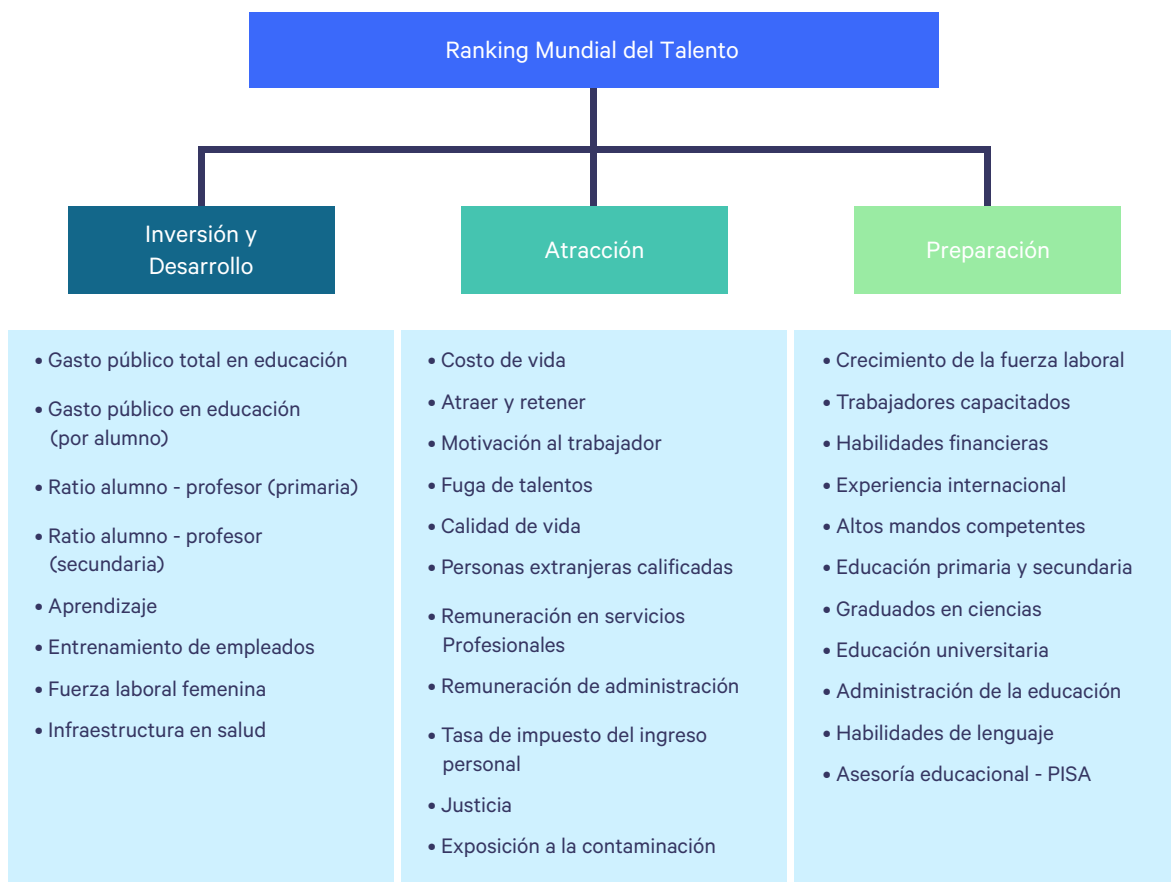 Ranking Mundial del Talento
Inversión y
Desarrollo
Atracción
Preparación
• Gasto público total en educación
• Gasto público en educación
(por alumno)
• Ratio alumno - profesor (primaria)
• Ratio alumno - profesor
(secundaria)
• Aprendizaje
• Entrenamiento de empleados
• Fuerza laboral femenina
• Infraestructura en salud
• Costo de vida
• Atraer y retener
• Motivación al trabajador
• Fuga de talentos
• Calidad de vida
• Personas extranjeras calificadas
• Remuneración en servicios
Profesionales
• Remuneración de administración
• Tasa de impuesto del ingreso
personal
• Justicia
• Exposición a la contaminación
• Crecimiento de la fuerza laboral
• Trabajadores capacitados
• Habilidades financieras
• Experiencia internacional
• Altos mandos competentes
• Educación primaria y secundaria
• Graduados en ciencias
• Educación universitaria
• Administración de la educación
• Habilidades de lenguaje
• Asesoría educacional - PISA